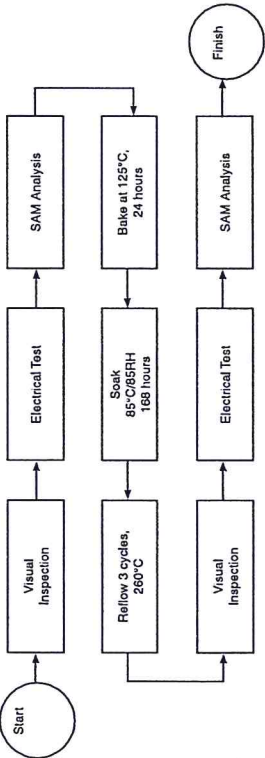 Start
Visual
Inspection
Electrical Test
SAM Analysis
Bake at 125°C,
24 hours
Soak
85°C/85RH
168 hours
Reflow 3 cycles,
260°C
Visual
Inspection
Electrical Test
SAM Analysis
Finish